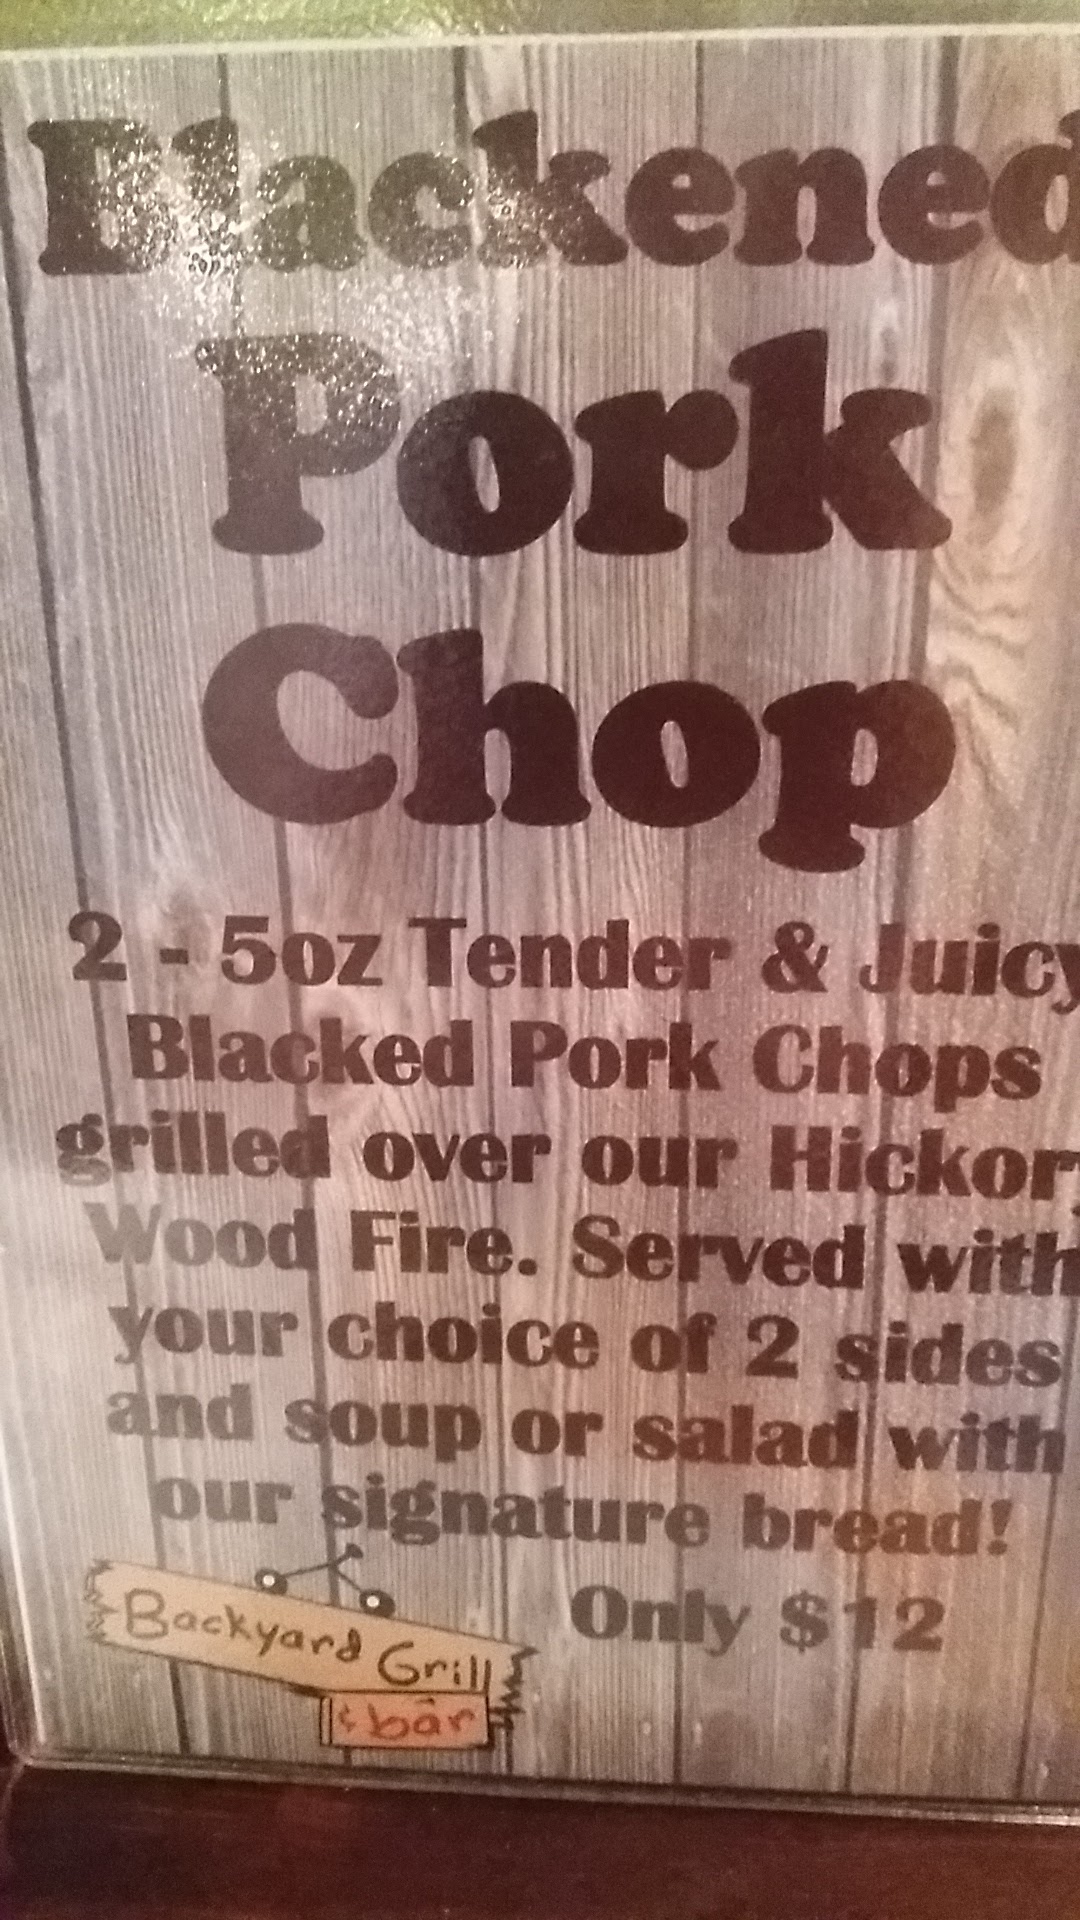 Blackened
Pork
Chop
2 - 5oz Tender & Juicy
Blacked Pork Chops
grilled over our Hickory
Wood Fire. Served with
your choice of 2 sides
and soup or salad with
our signature bread!
Only $12
Backyard Grill
& bar